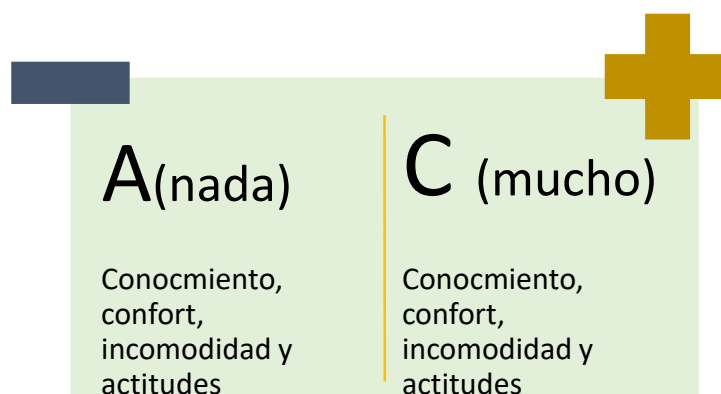 A(nada)
Conocmiento,
confort,
incomodidad y
actitudes
C (mucho)
Conocmiento,
confort,
incomodidad y
actitudes